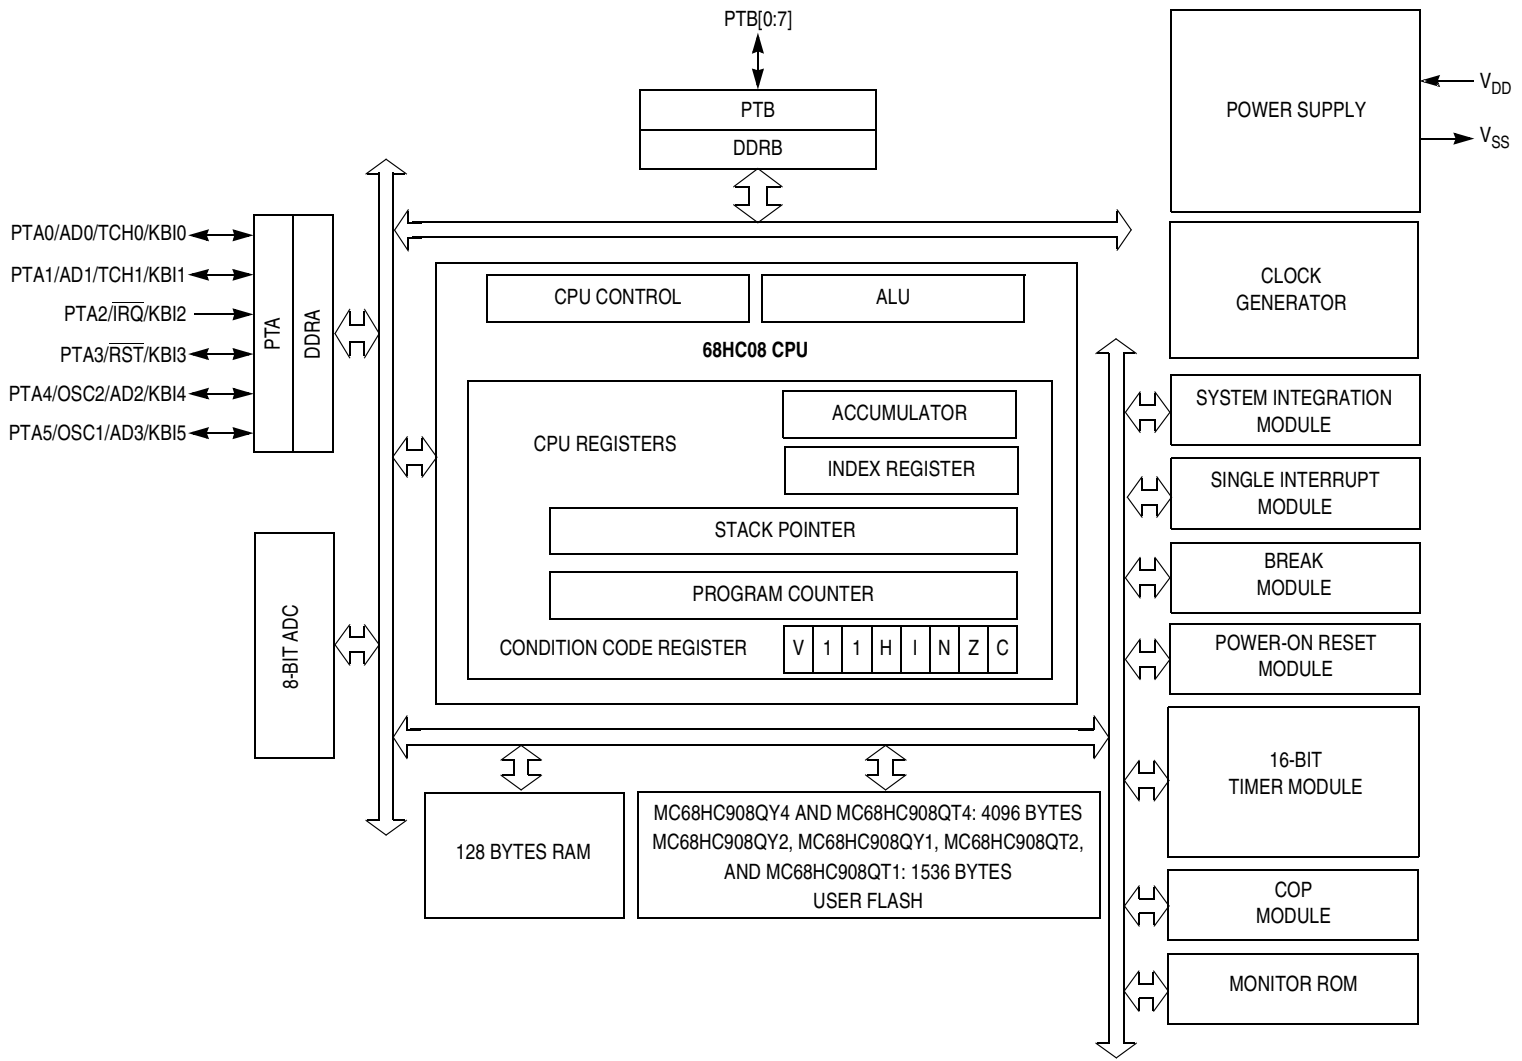 PTB[0:7]
PTB
DDRB
POWER SUPPLY
VDD
VSS
PTA0/AD0/TCH0/KBI0
PTA1/AD1/TCH1/KBI1
PTA2/IRQ/KBI2
PTA3/RST/KBI3
PTA4/OSC2/AD2/KBI4
PTA5/OSC1/AD3/KBI5
PTA
DDRA
CLOCK
GENERATOR
CPU CONTROL
ALU
68HC08 CPU
CPU REGISTERS
ACCUMULATOR
INDEX REGISTER
STACK POINTER
PROGRAM COUNTER
CONDITION CODE REGISTER
V 1 1 H I N Z C
8-BIT ADC
SYSTEM INTEGRATION
MODULE
SINGLE INTERRUPT
MODULE
BREAK
MODULE
POWER-ON RESET
MODULE
16-BIT
TIMER MODULE
COP
MODULE
MONITOR ROM
128 BYTES RAM
MC68HC908QY4 AND MC68HC908QT4: 4096 BYTES
MC68HC908QY2, MC68HC908QY1, MC68HC908QT2,
AND MC68HC908QT1: 1536 BYTES
USER FLASH